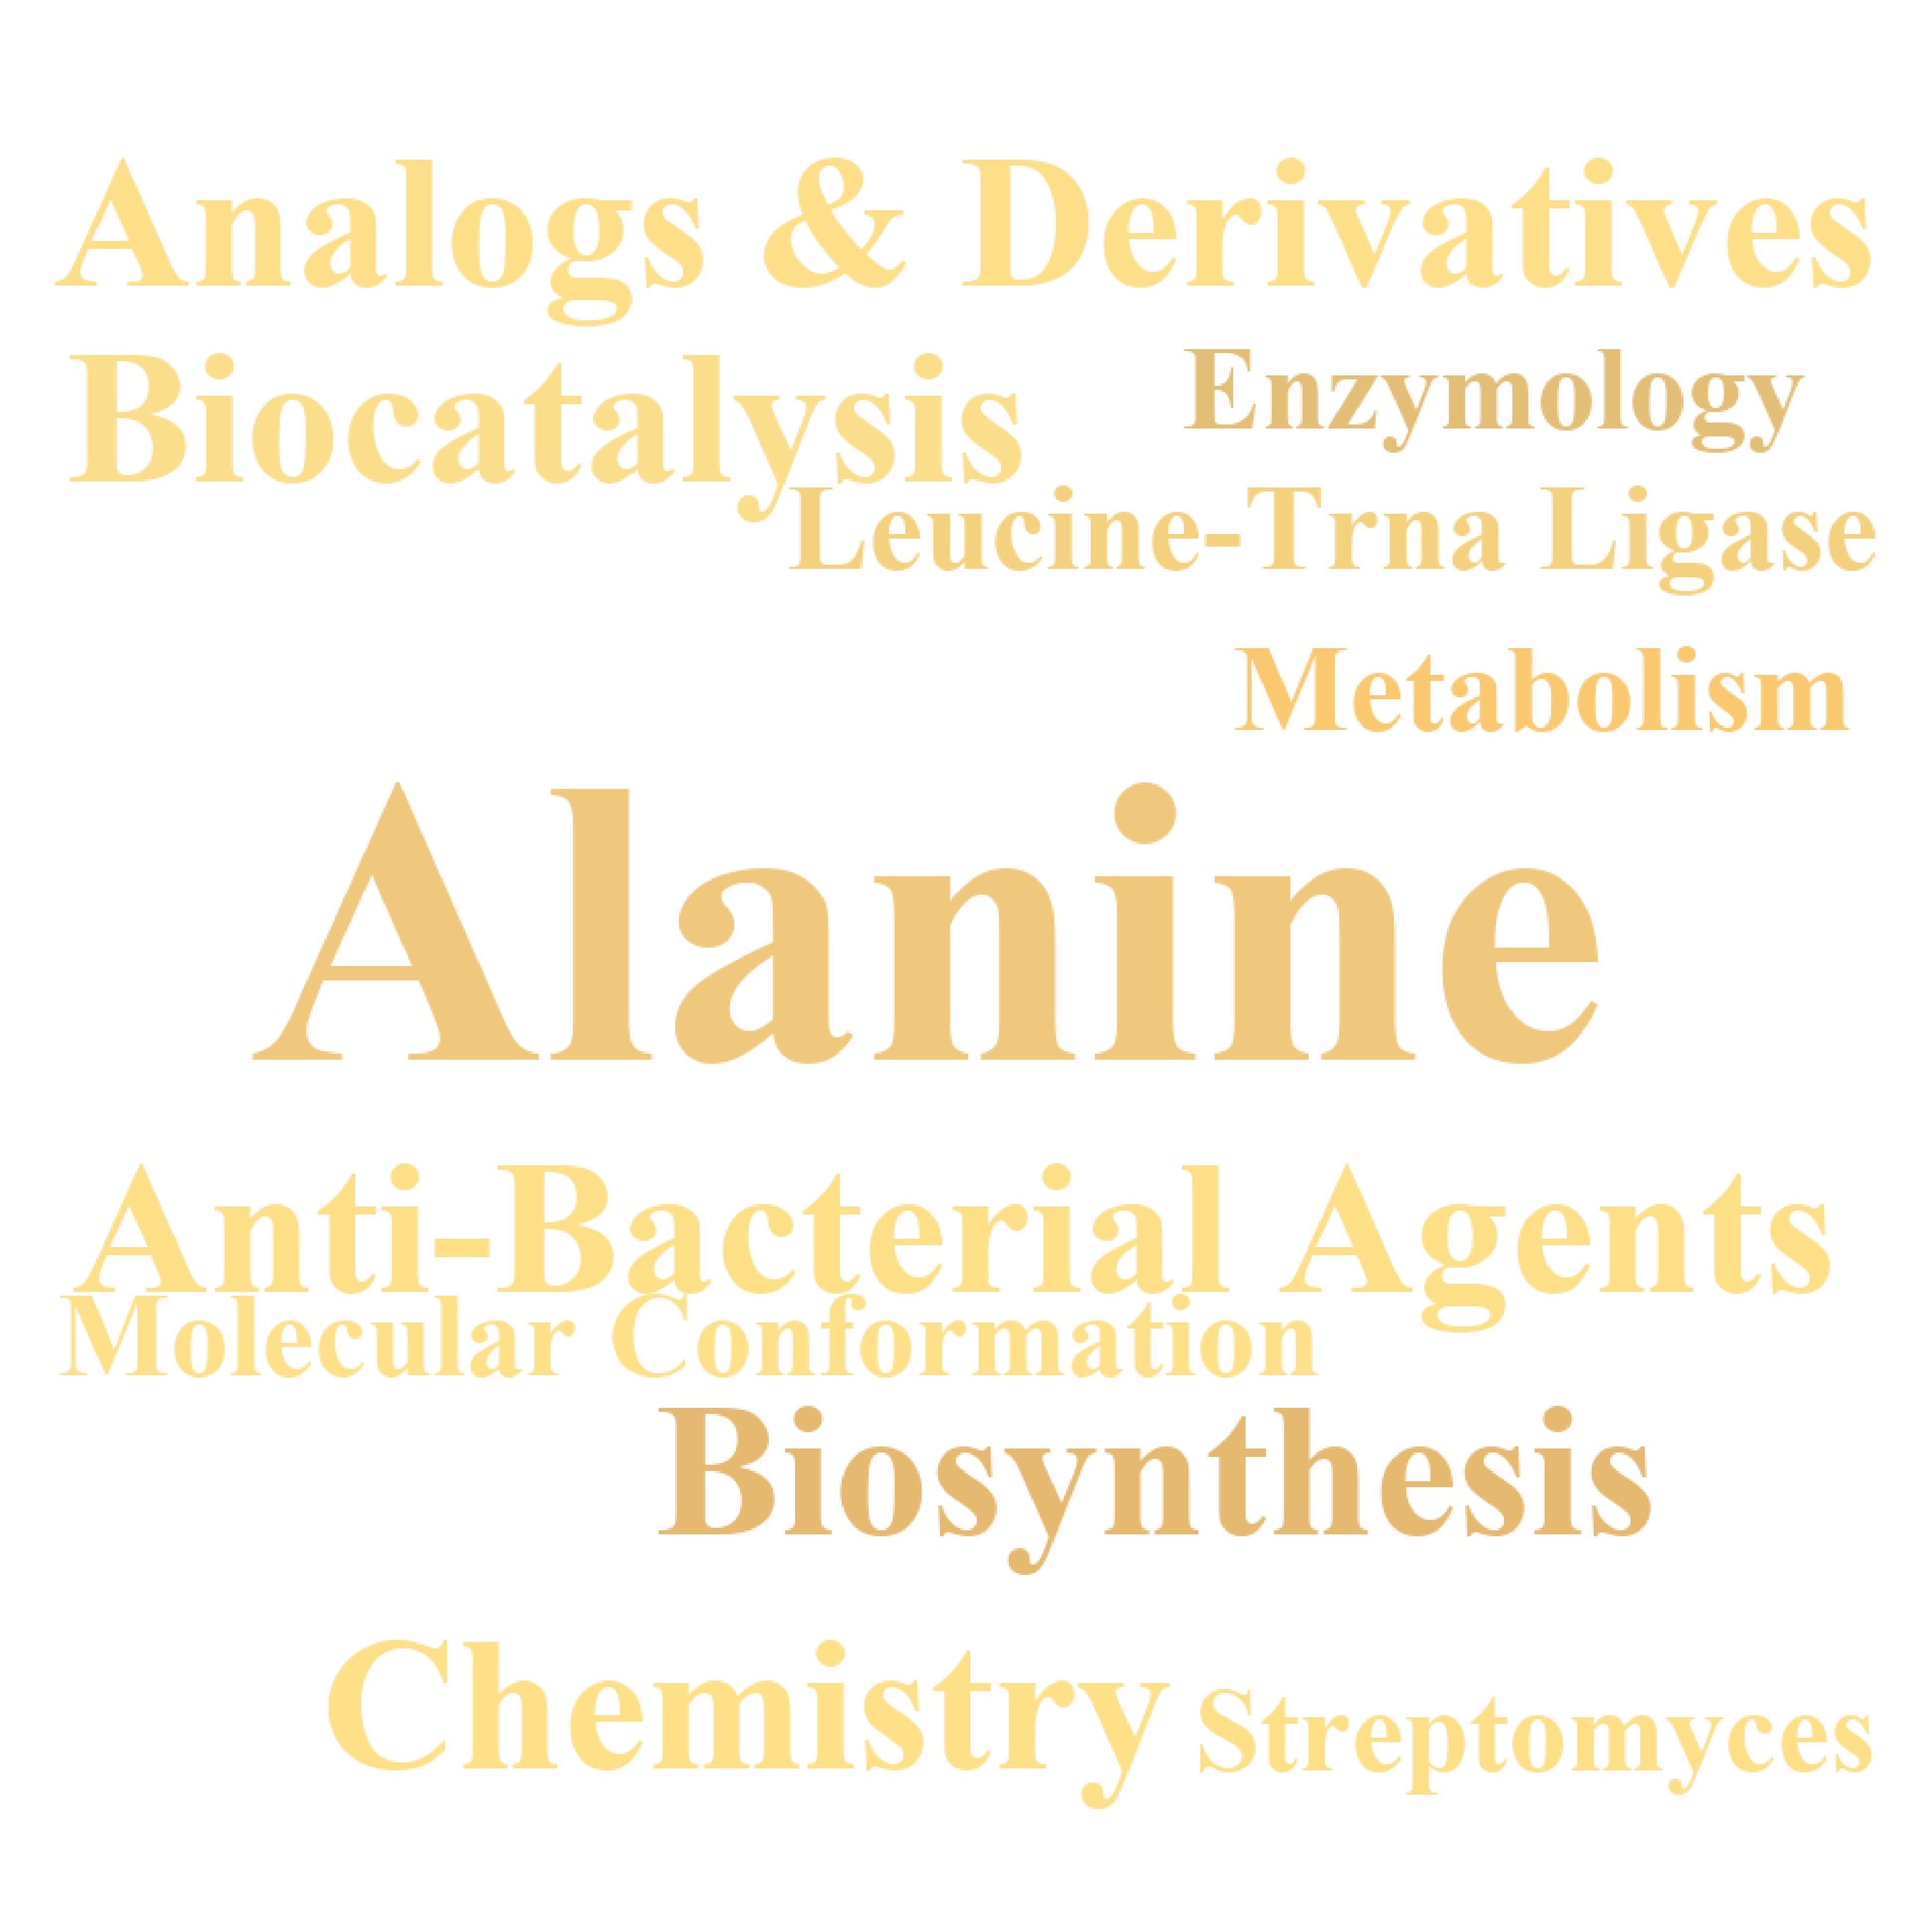 Analogs & Derivatives
Biocatalysis
Enzymology
Leucine-Trna Ligase
Metabolism
Alanine
Anti-Bacterial Agents
Molecular Conformation
Biosynthesis
Chemistry
Streptomyces